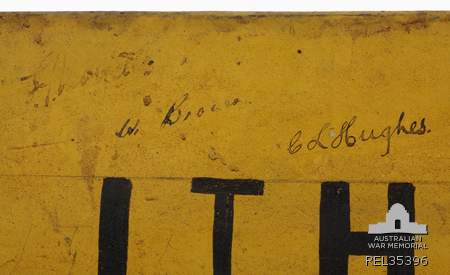 W. Brown
C L Hughes.
ITH
AUSTRALIAN
WAR MEMORIAL
REL35396